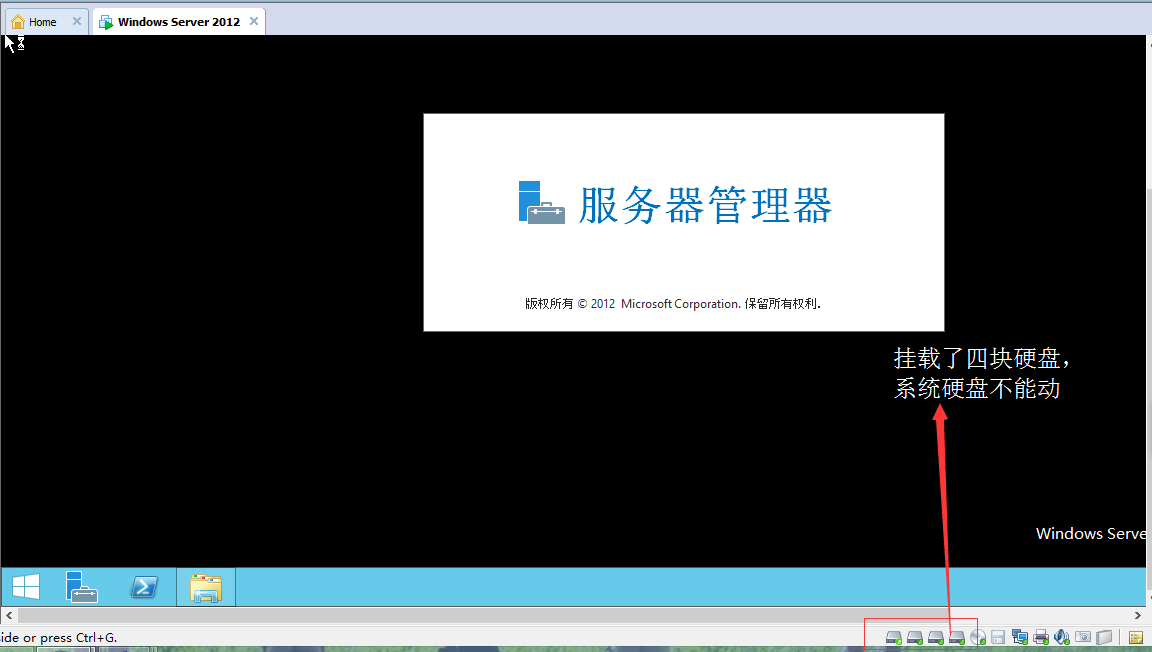 Home
Windows Server 2012
服务器管理器
版权所有 © 2012 Microsoft Corporation. 保留所有权利.
挂载了四块硬盘，
系统硬盘不能动
Windows Serve
ide or press Ctrl+G.